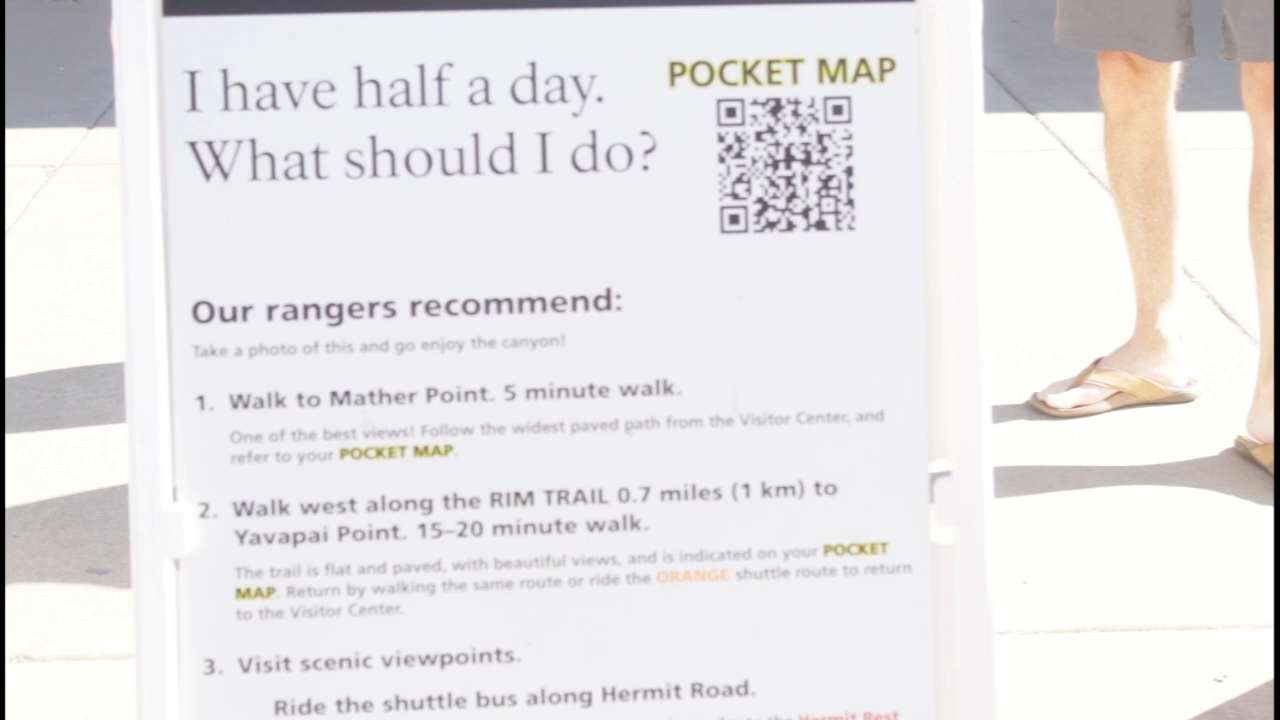 I have half a day.
What should I do?
POCKET MAP
Our rangers recommend:
Take a photo of this and go enjoy the canyon!
1. Walk to Mather Point. 5 minute walk.
One of the best views! Follow the widest paved path from the Visitor Center, and
refer to your POCKET MAP.
2. Walk west along the RIM TRAIL 0.7 miles (1 km) to
Yavapai Point. 15–20 minute walk.
The trail is flat and paved, with beautiful views, and is indicated on your POCKET
MAP. Return by walking the same route or ride the ORANGE shuttle route to return
to the Visitor Center.
3. Visit scenic viewpoints.
Ride the shuttle bus along Hermit Road.
the Hermit Rest